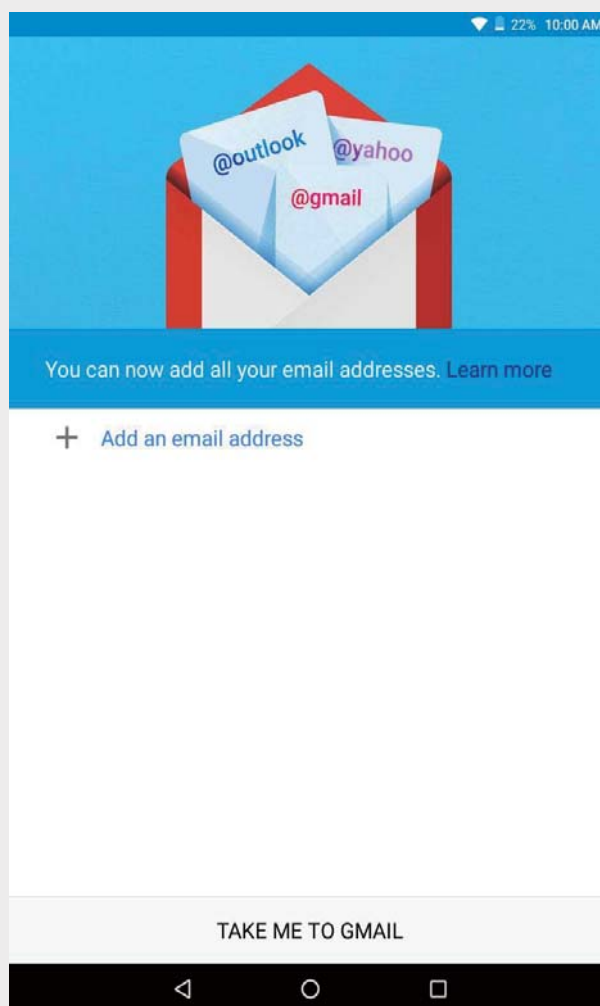 22% 10:00 AM
@outlook
@yahoo
@gmail
You can now add all your email addresses. Learn more
+ Add an email address
TAKE ME TO GMAIL